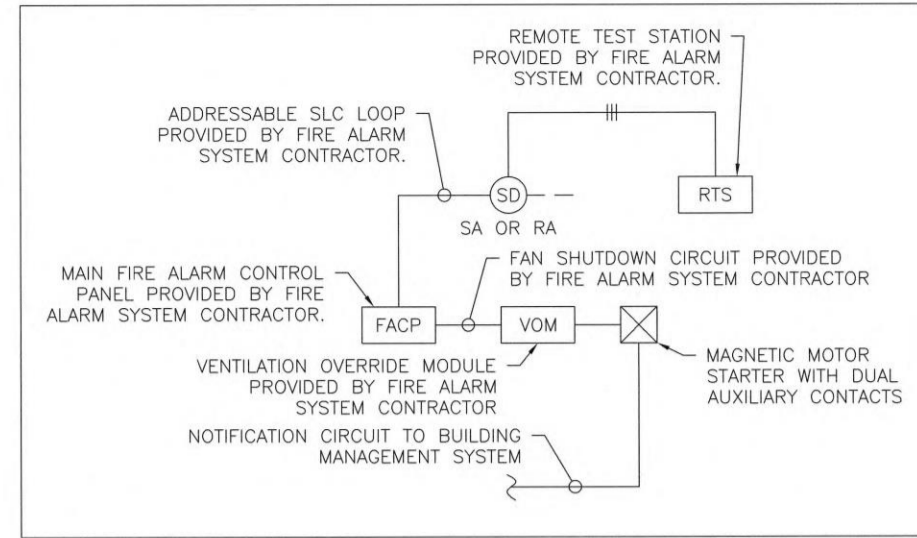 REMOTE TEST STATION
PROVIDED BY FIRE ALARM
SYSTEM CONTRACTOR.
ADDRESSABLE SLC LOOP
PROVIDED BY FIRE ALARM
SYSTEM CONTRACTOR.
SD
RTS
SA OR RA
FAN SHUTDOWN CIRCUIT PROVIDED
BY FIRE ALARM SYSTEM CONTRACTOR
MAIN FIRE ALARM CONTROL
PANEL PROVIDED BY FIRE
ALARM SYSTEM CONTRACTOR.
FACP
VOM
VENTILATION OVERRIDE MODULE
PROVIDED BY FIRE ALARM
SYSTEM CONTRACTOR
MAGNETIC MOTOR
STARTER WITH DUAL
AUXILIARY CONTACTS
NOTIFICATION CIRCUIT TO BUILDING
MANAGEMENT SYSTEM